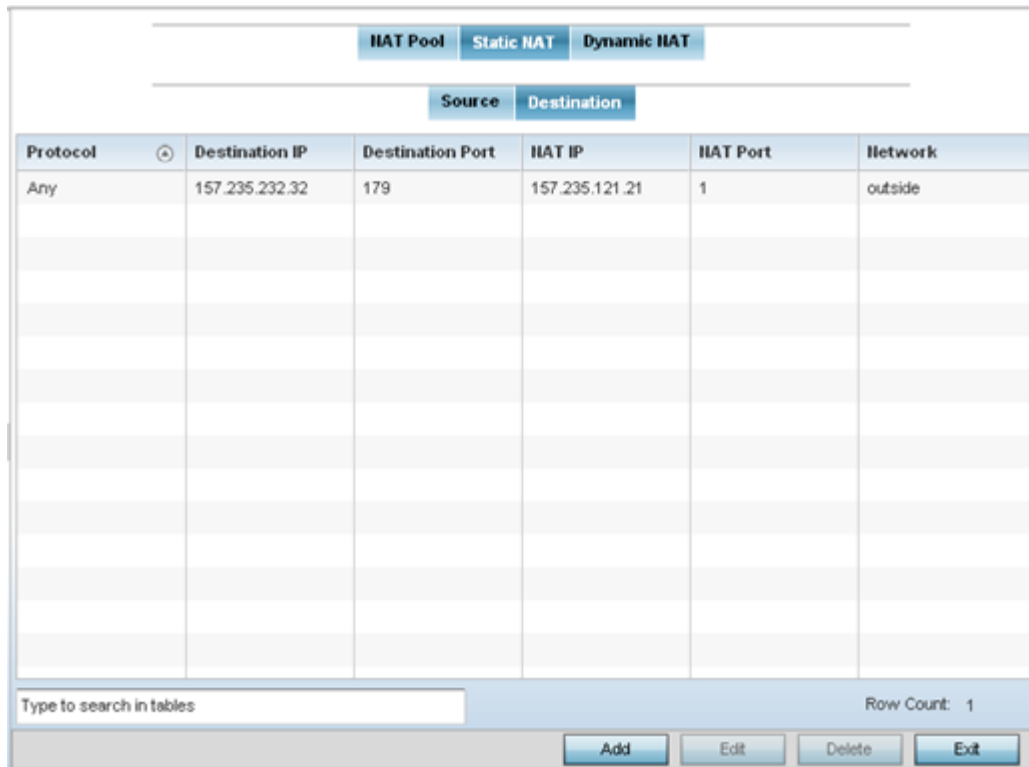 NAT Pool Static NAT Dynamic NAT
Source Destination
Protocol Destination IP Destination Port NAT IP NAT Port Network
Any 157.235.232.32 179 157.235.121.21 1 outside
Type to search in tables Row Count: 1
Add Edit Delete Exit